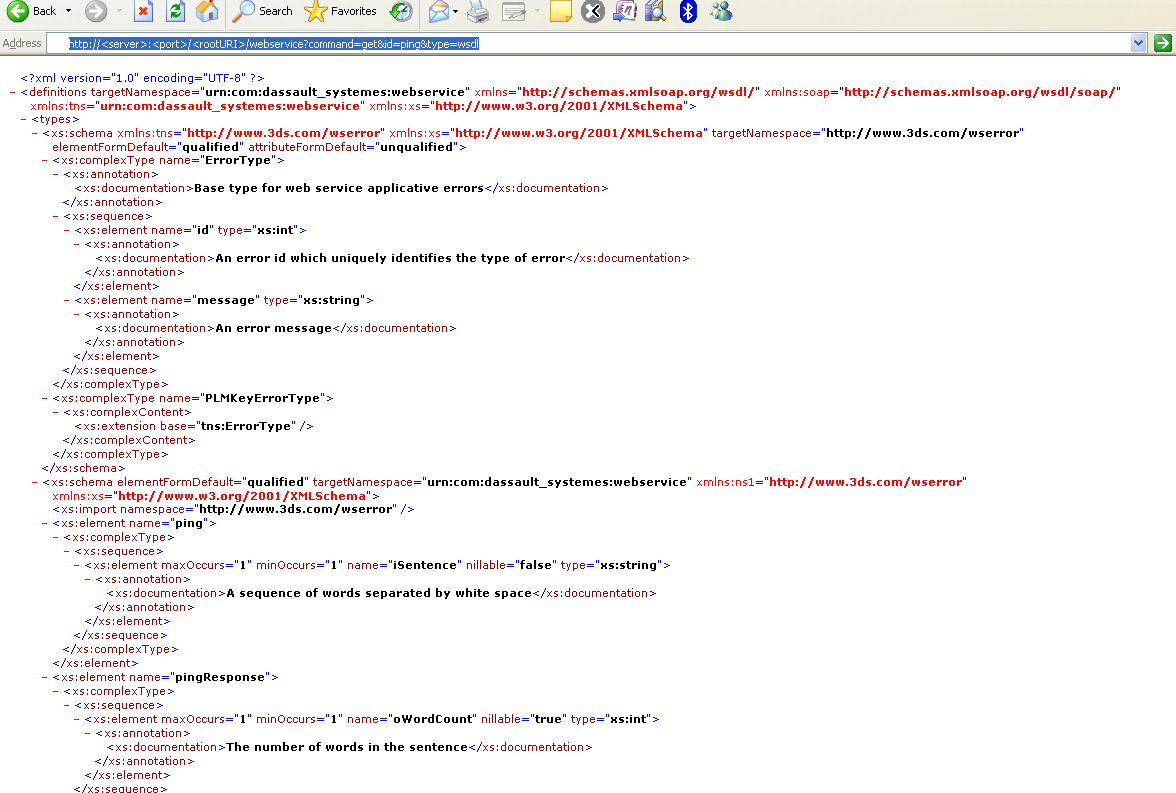 Back Search Favorites
Address http://<server>:<port>/<rootURI>/webservice?command=get&id=ping&type=wsdl
<?xml version="1.0" encoding="UTF-8" ?>
- <definitions targetNamespace="urn:com:dassault_systemes:webservice" xmlns="http://schemas.xmlsoap.org/wsdl/" xmlns:soap="http://schemas.xmlsoap.org/wsdl/soap/"
xmlns:tns="urn:com:dassault_systemes:webservice" xmlns:xs="http://www.w3.org/2001/XMLSchema">
- <types>
- <xs:schema xmlns:tns="http://www.3ds.com/wserror" xmlns:xs="http://www.w3.org/2001/XMLSchema" targetNamespace="http://www.3ds.com/wserror"
elementFormDefault="qualified" attributeFormDefault="unqualified">
- <xs:complexType name="ErrorType">
- <xs:annotation>
<xs:documentation>Base type for web service applicative errors</xs:documentation>
</xs:annotation>
- <xs:sequence>
- <xs:element name="id" type="xs:int">
- <xs:annotation>
<xs:documentation>An error id which uniquely identifies the type of error</xs:documentation>
</xs:annotation>
</xs:element>
- <xs:element name="message" type="xs:string">
- <xs:annotation>
<xs:documentation>An error message</xs:documentation>
</xs:annotation>
</xs:element>
</xs:sequence>
</xs:complexType>
- <xs:complexType name="PLMKeyErrorType">
- <xs:complexContent>
<xs:extension base="tns:ErrorType" />
</xs:complexContent>
</xs:complexType>
</xs:schema>
- <xs:schema elementFormDefault="qualified" targetNamespace="urn:com:dassault_systemes:webservice" xmlns:ns1="http://www.3ds.com/wserror"
xmlns:xs="http://www.w3.org/2001/XMLSchema">
<xs:import namespace="http://www.3ds.com/wserror" />
- <xs:element name="ping">
- <xs:complexType>
- <xs:sequence>
- <xs:element maxOccurs="1" minOccurs="1" name="iSentence" nillable="false" type="xs:string">
- <xs:annotation>
<xs:documentation>A sequence of words separated by white space</xs:documentation>
</xs:annotation>
</xs:element>
</xs:sequence>
</xs:complexType>
</xs:element>
- <xs:element name="pingResponse">
- <xs:complexType>
- <xs:sequence>
- <xs:element maxOccurs="1" minOccurs="1" name="oWordCount" nillable="true" type="xs:int">
- <xs:annotation>
<xs:documentation>The number of words in the sentence</xs:documentation>
</xs:annotation>
</xs:element>
</xs:sequence>